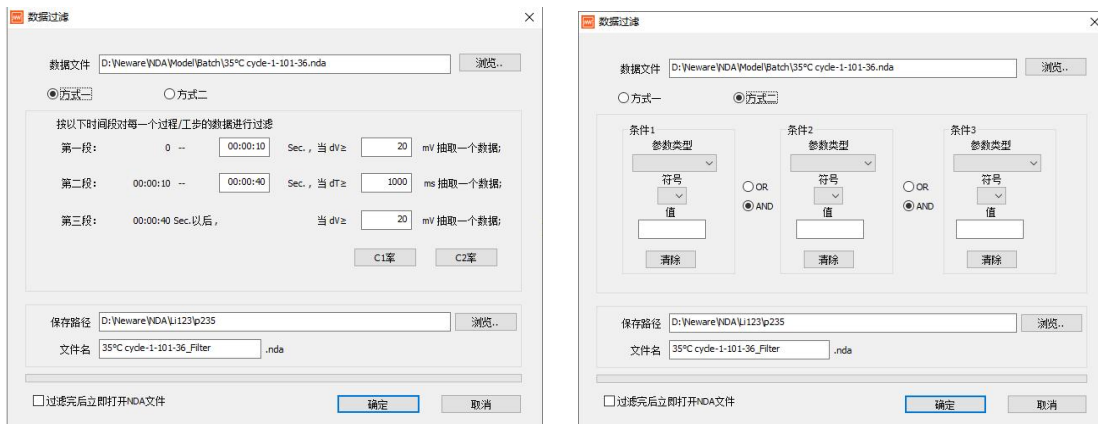 数据过滤
数据文件 D:\Neware\NDA\Model\Batch\35°C cycle-1-101-36.nda 浏览..
方式一 方式二
按以下时间段对每一个过程/工步的数据进行过滤
第一段: 0 -- 00:00:10 Sec. , 当 dV≥ 20 mV 抽取一个数据;
第二段: 00:00:10 -- 00:00:40 Sec. , 当 dT≥ 1000 ms 抽取一个数据;
第三段: 00:00:40 Sec.以后 , 当 dV≥ 20 mV 抽取一个数据;
C1案 C2案
保存路径 D:\Neware\NDA\Li123\p235 浏览..
文件名 35°C cycle-1-101-36_Filter .nda
过滤完后立即打开NDA文件 确定 取消
数据过滤
数据文件 D:\Neware\NDA\Model\Batch\35°C cycle-1-101-36.nda 浏览..
方式一 方式二
条件1 条件2 条件3
参数类型 参数类型 参数类型
符号 符号 符号
OR OR
AND AND
值 值 值
清除 清除 清除
保存路径 D:\Neware\NDA\Li123\p235 浏览..
文件名 35°C cycle-1-101-36_Filter .nda
过滤完后立即打开NDA文件 确定 取消